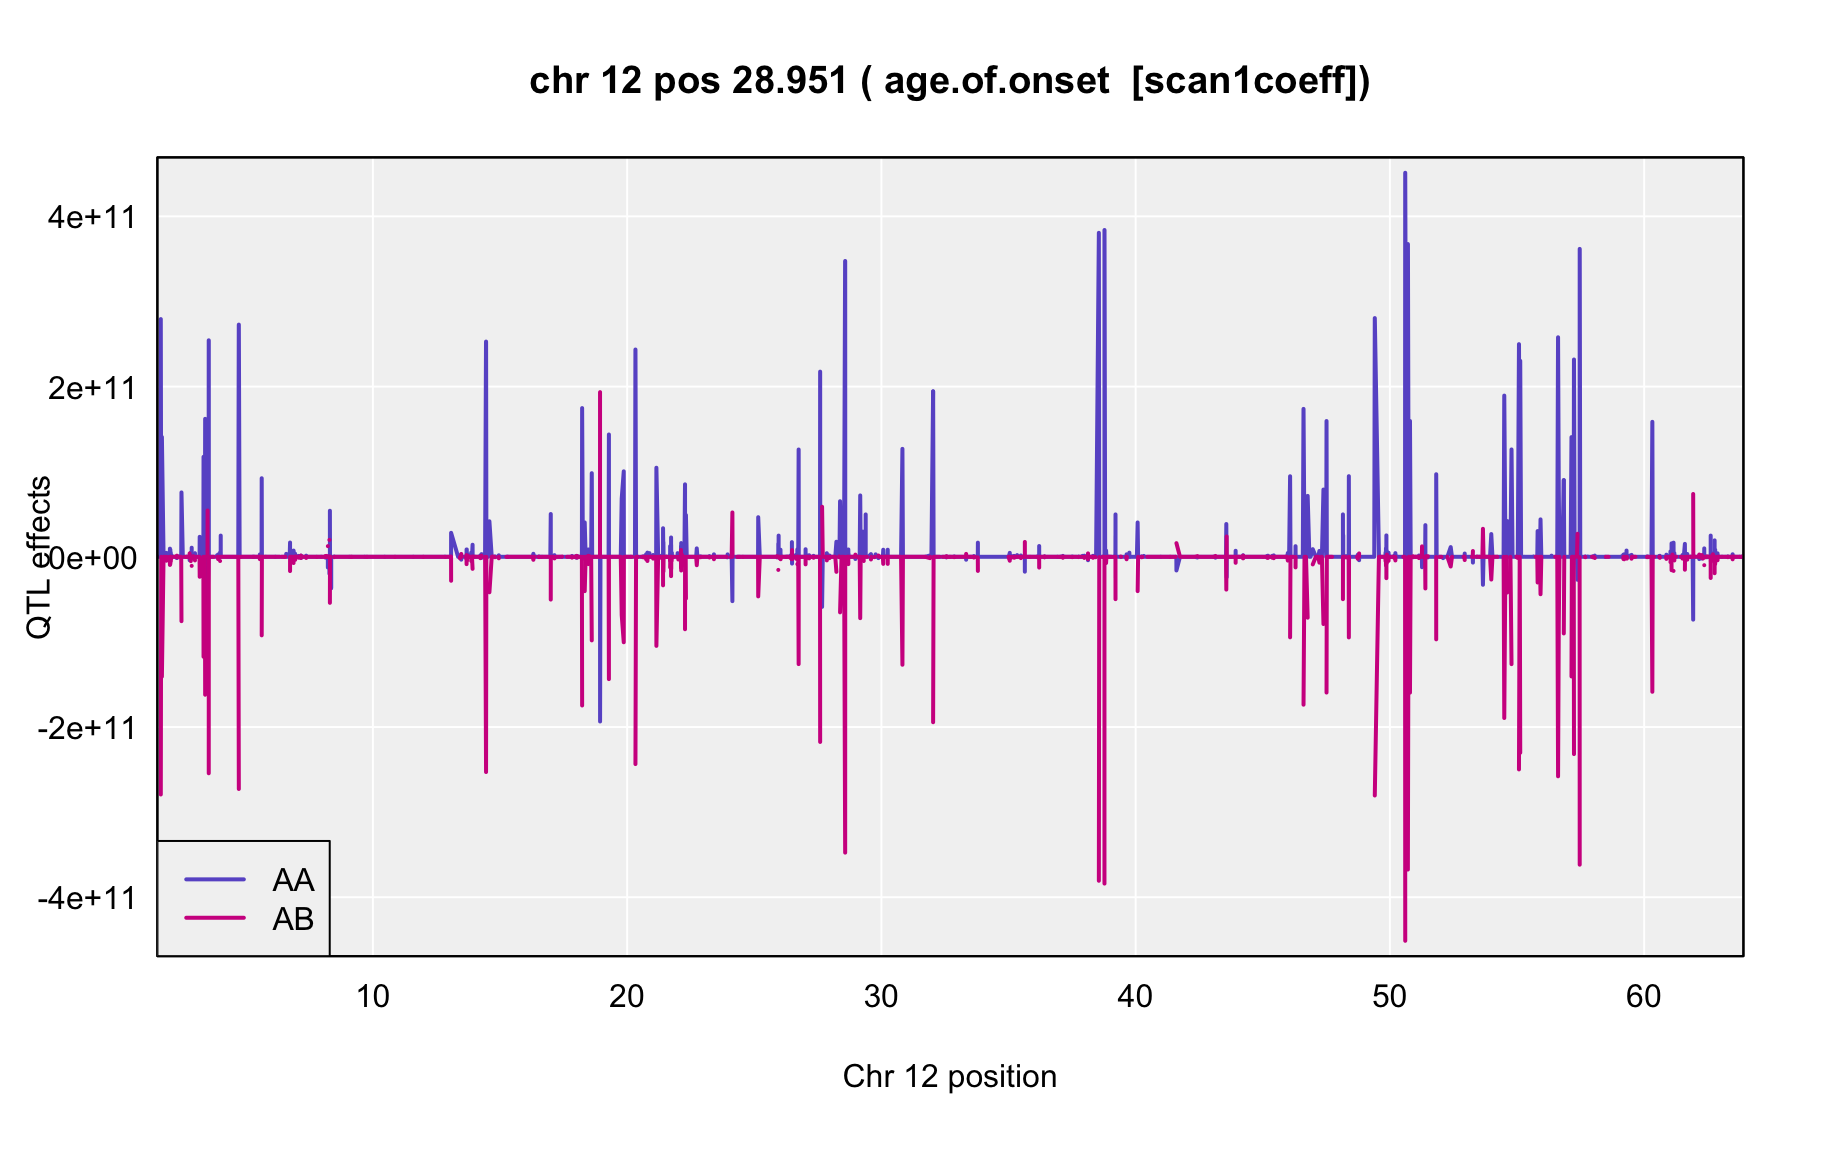 chr 12 pos 28.951 ( age.of.onset  [scan1coeff])
4e+11
2e+11
0e+00
-2e+11
-4e+11
QTL effects
AA
AB
10 20 30 40 50 60
Chr 12 position